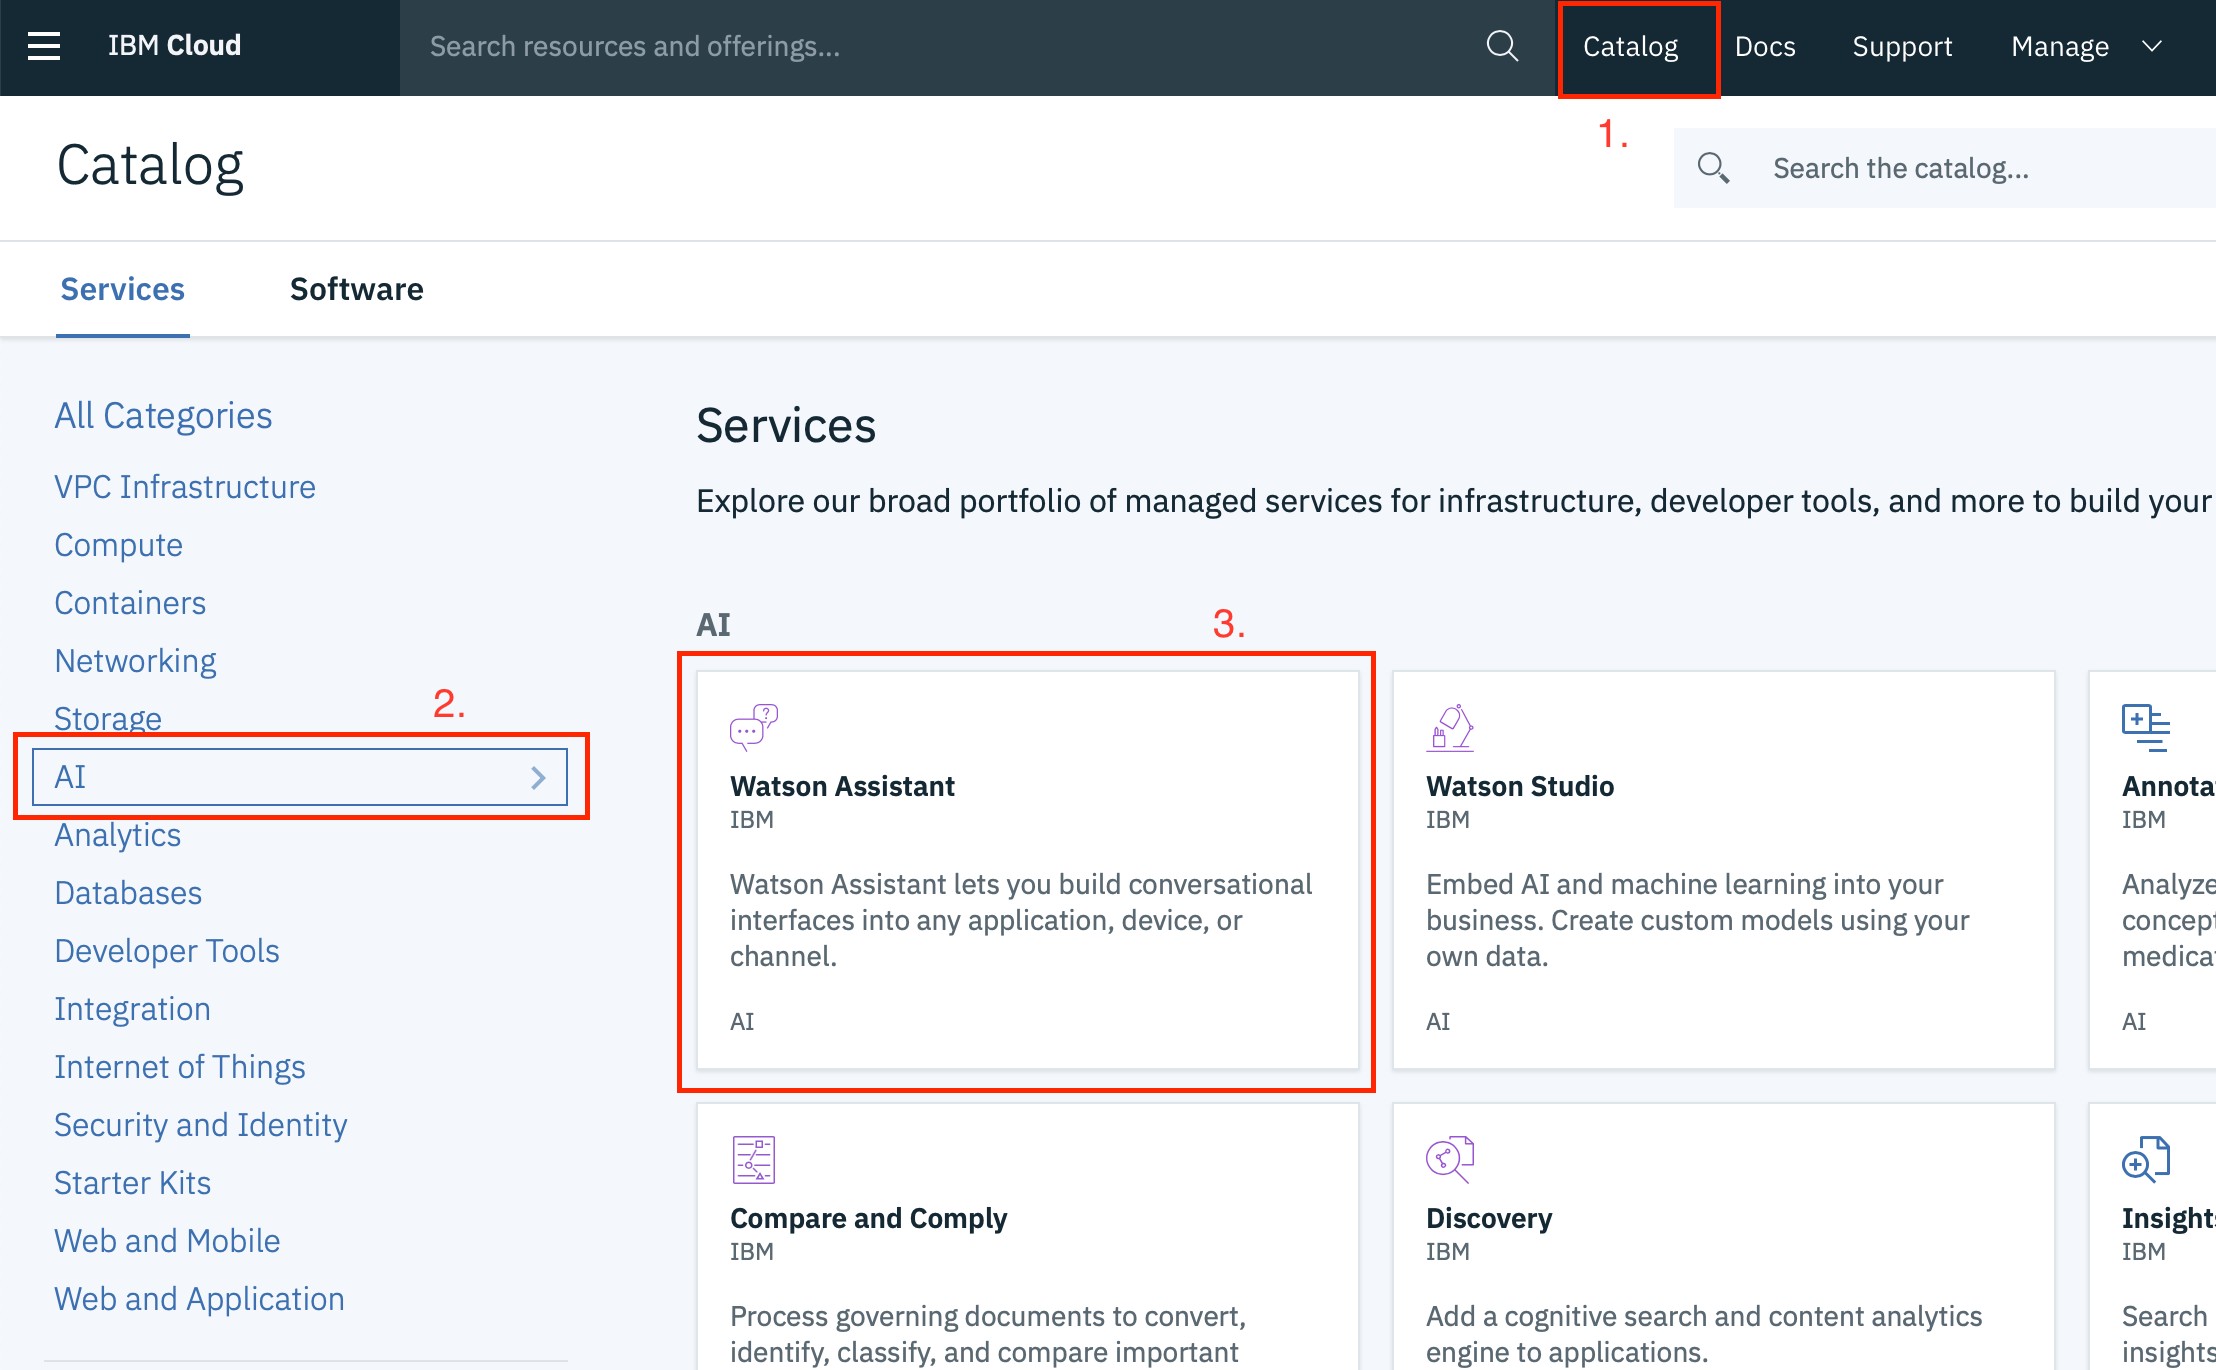 IBM Cloud
Search resources and offerings...
Catalog
Docs
Support
Manage
1.
Catalog
Search the catalog...
Services
Software
All Categories
VPC Infrastructure
Compute
Containers
Networking
Storage
2.
AI
Analytics
Databases
Developer Tools
Integration
Internet of Things
Security and Identity
Starter Kits
Web and Mobile
Web and Application
Services
Explore our broad portfolio of managed services for infrastructure, developer tools, and more to build your
AI
3.
Watson Assistant
IBM
Watson Assistant lets you build conversational
interfaces into any application, device, or
channel.
AI
Watson Studio
IBM
Embed AI and machine learning into your
business. Create custom models using your
own data.
AI
Annota
IBM
Analyze
concept
medicat
AI
Compare and Comply
IBM
Process governing documents to convert,
identify, classify, and compare important
Discovery
IBM
Add a cognitive search and content analytics
engine to applications.
Insights
IBM
Search
insights